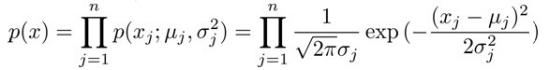 p(x) = ∏_{j=1}^{n} p(x_j; μ_j, σ_j^2) = ∏_{j=1}^{n} \frac{1}{\sqrt{2π}σ_j} exp (−\frac{(x_j − μ_j)^2}{2σ_j^2})